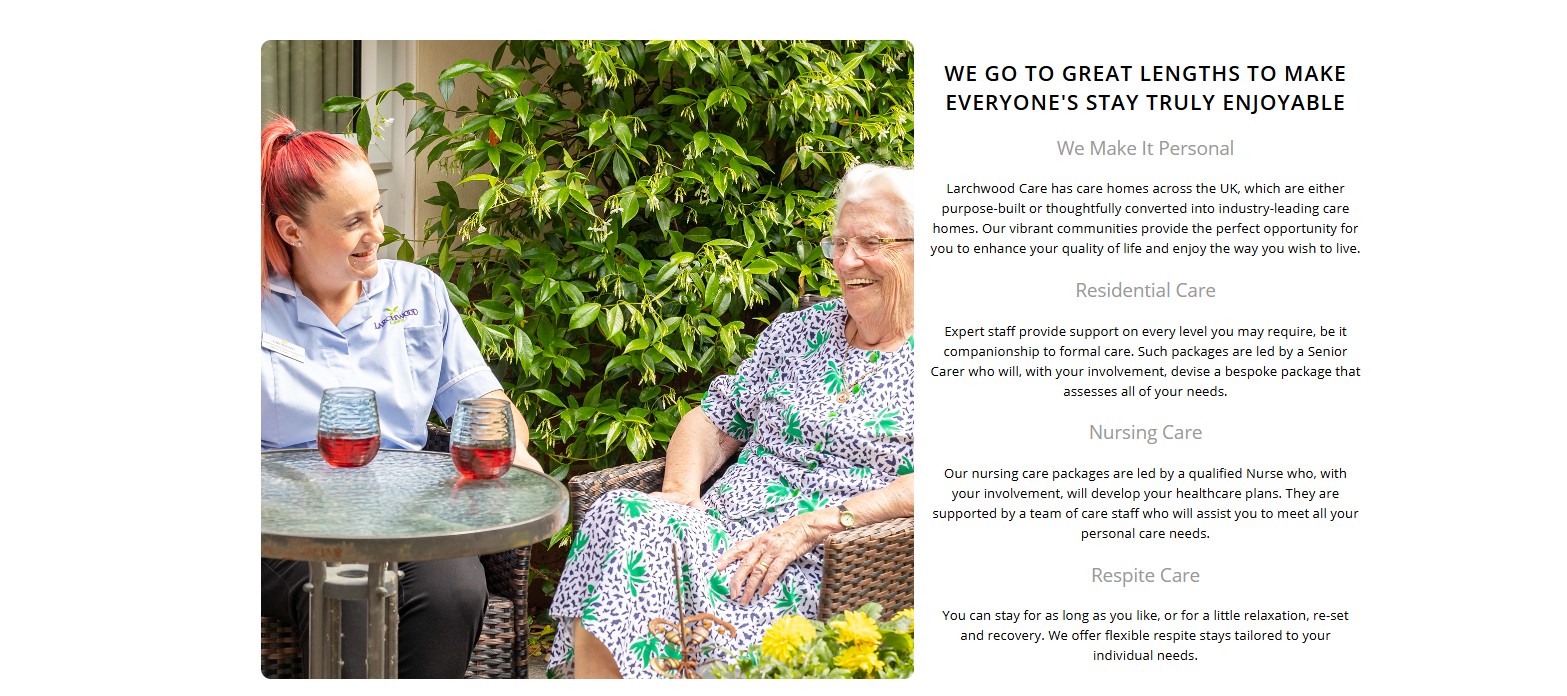 WE GO TO GREAT LENGTHS TO MAKE
EVERYONE'S STAY TRULY ENJOYABLE
We Make It Personal
Larchwood Care has care homes across the UK, which are either
purpose-built or thoughtfully converted into industry-leading care
homes. Our vibrant communities provide the perfect opportunity for
you to enhance your quality of life and enjoy the way you wish to live.
Residential Care
Expert staff provide support on every level you may require, be it
companionship to formal care. Such packages are led by a Senior
Carer who will, with your involvement, devise a bespoke package that
assesses all of your needs.
Nursing Care
Our nursing care packages are led by a qualified Nurse who, with
your involvement, will develop your healthcare plans. They are
supported by a team of care staff who will assist you to meet all your
personal care needs.
Respite Care
You can stay for as long as you like, or for a little relaxation, re-set
and recovery. We offer flexible respite stays tailored to your
individual needs.
LARCHWOOD